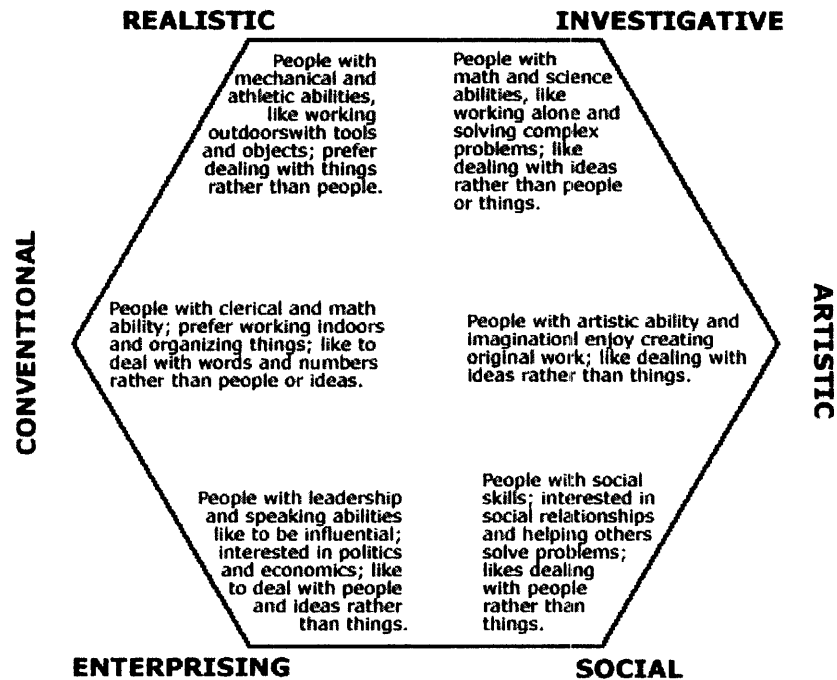 REALISTIC
INVESTIGATIVE
People with
mechanical and
athletic abilities,
like working
outdoorswith tools
and objects; prefer
dealing with things
rather than people.
People with
math and science
abilities, like
working alone and
solving complex
problems; like
dealing with ideas
rather than people
or things.
CONVENTIONAL
People with clerical and math
ability; prefer working indoors
and organizing things; like to
deal with words and numbers
rather than people or ideas.
People with artistic ability and
imagination! enjoy creating
original work; like dealing with
ideas rather than things.
ARTISTIC
People with leadership
and speaking abilities
like to be influential;
interested in politics
and economics; like
to deal with people
and ideas rather
than things.
People with social
skills; interested in
social relationships
and helping others
solve problems;
likes dealing
with people
rather than
things.
ENTERPRISING
SOCIAL